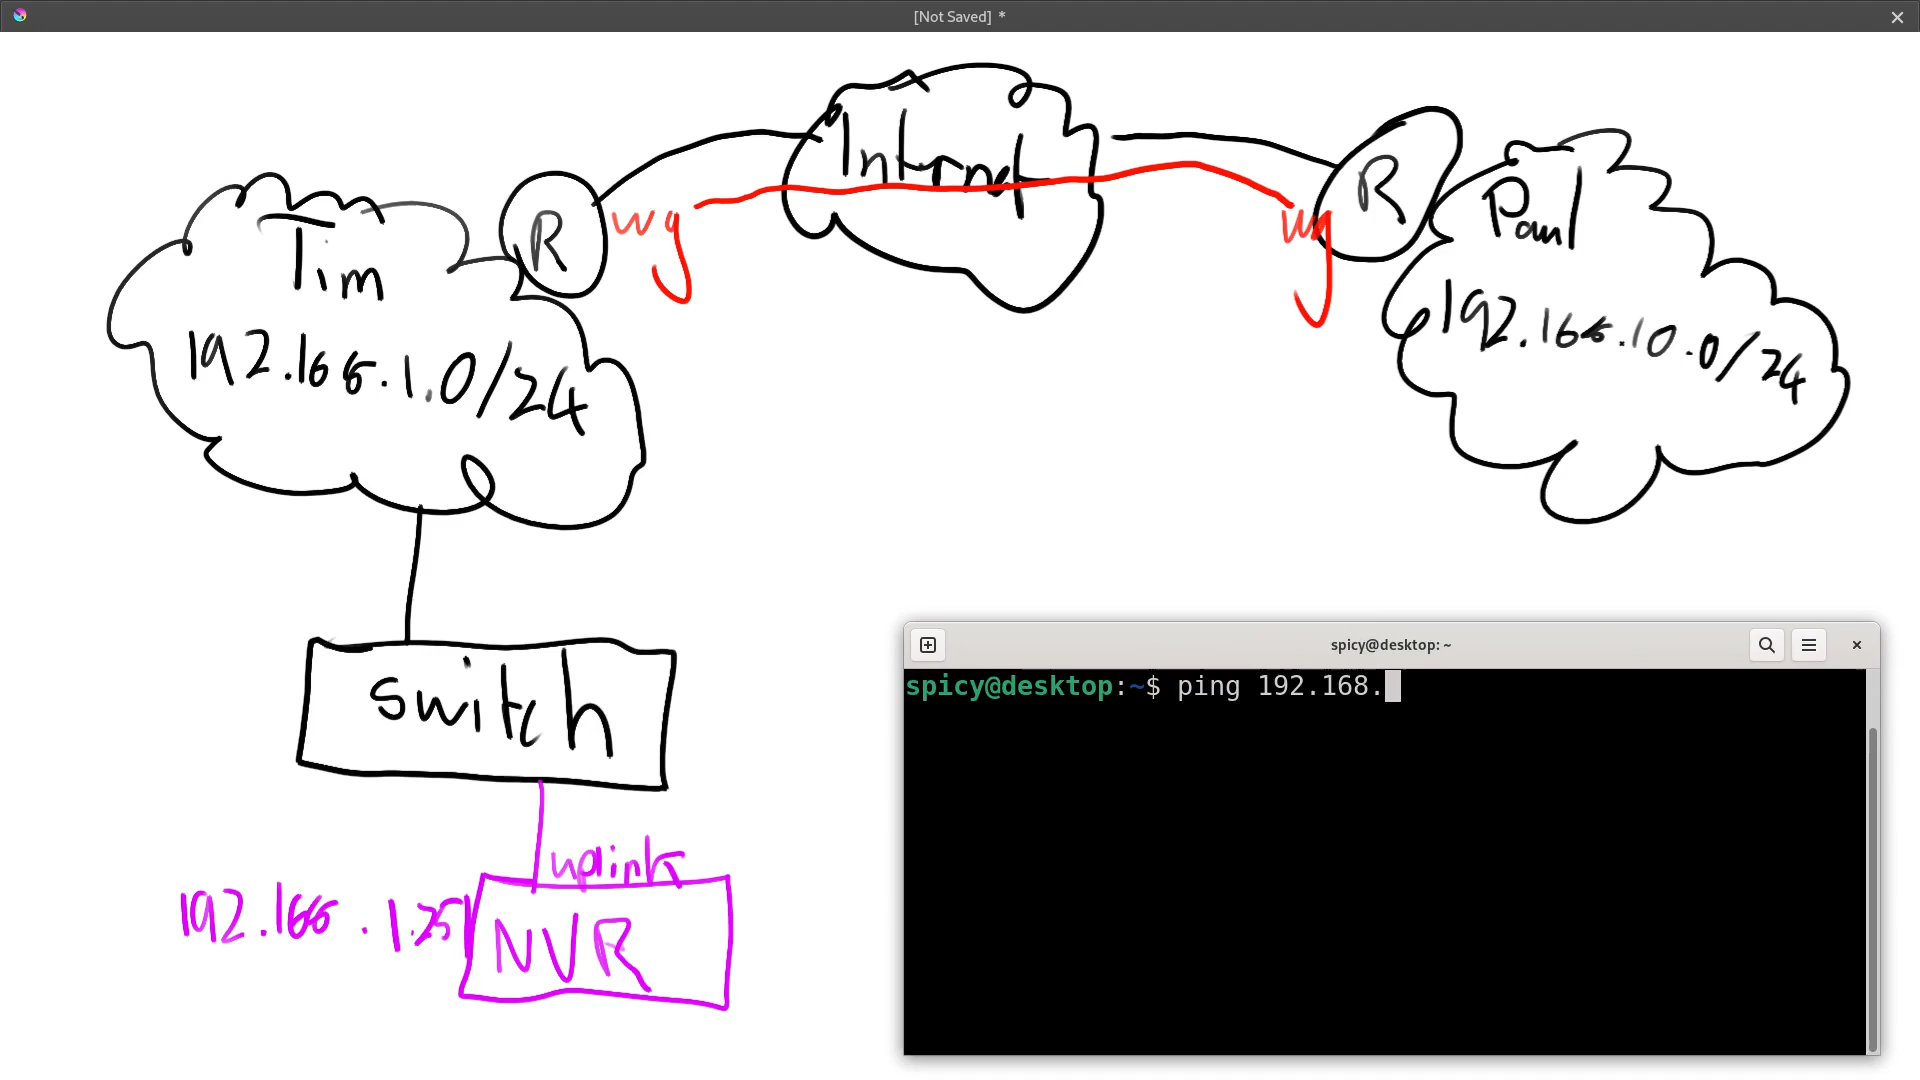 [Not Saved] *
Internet
R
wg
wg
R
Paul
Tim
192.168.1.0/24
192.168.10.0/24
switch
uplink
192.168.1.251
NVR
spicy@desktop: ~
spicy@desktop:~$ ping 192.168.